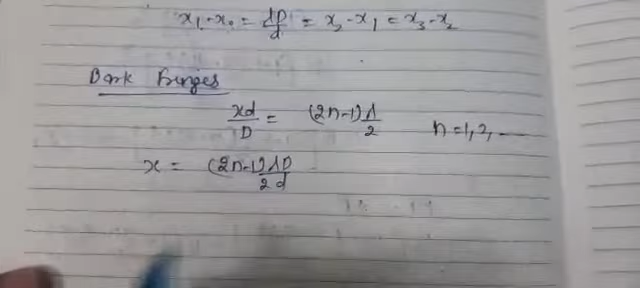 x₁-x₀ = λD/d = x₂-x₁ = x₃-x₂
Dark Fringes
xd/D = (2n-1)λ/2 n=1,2,----
x = (2n-1)λD/2d